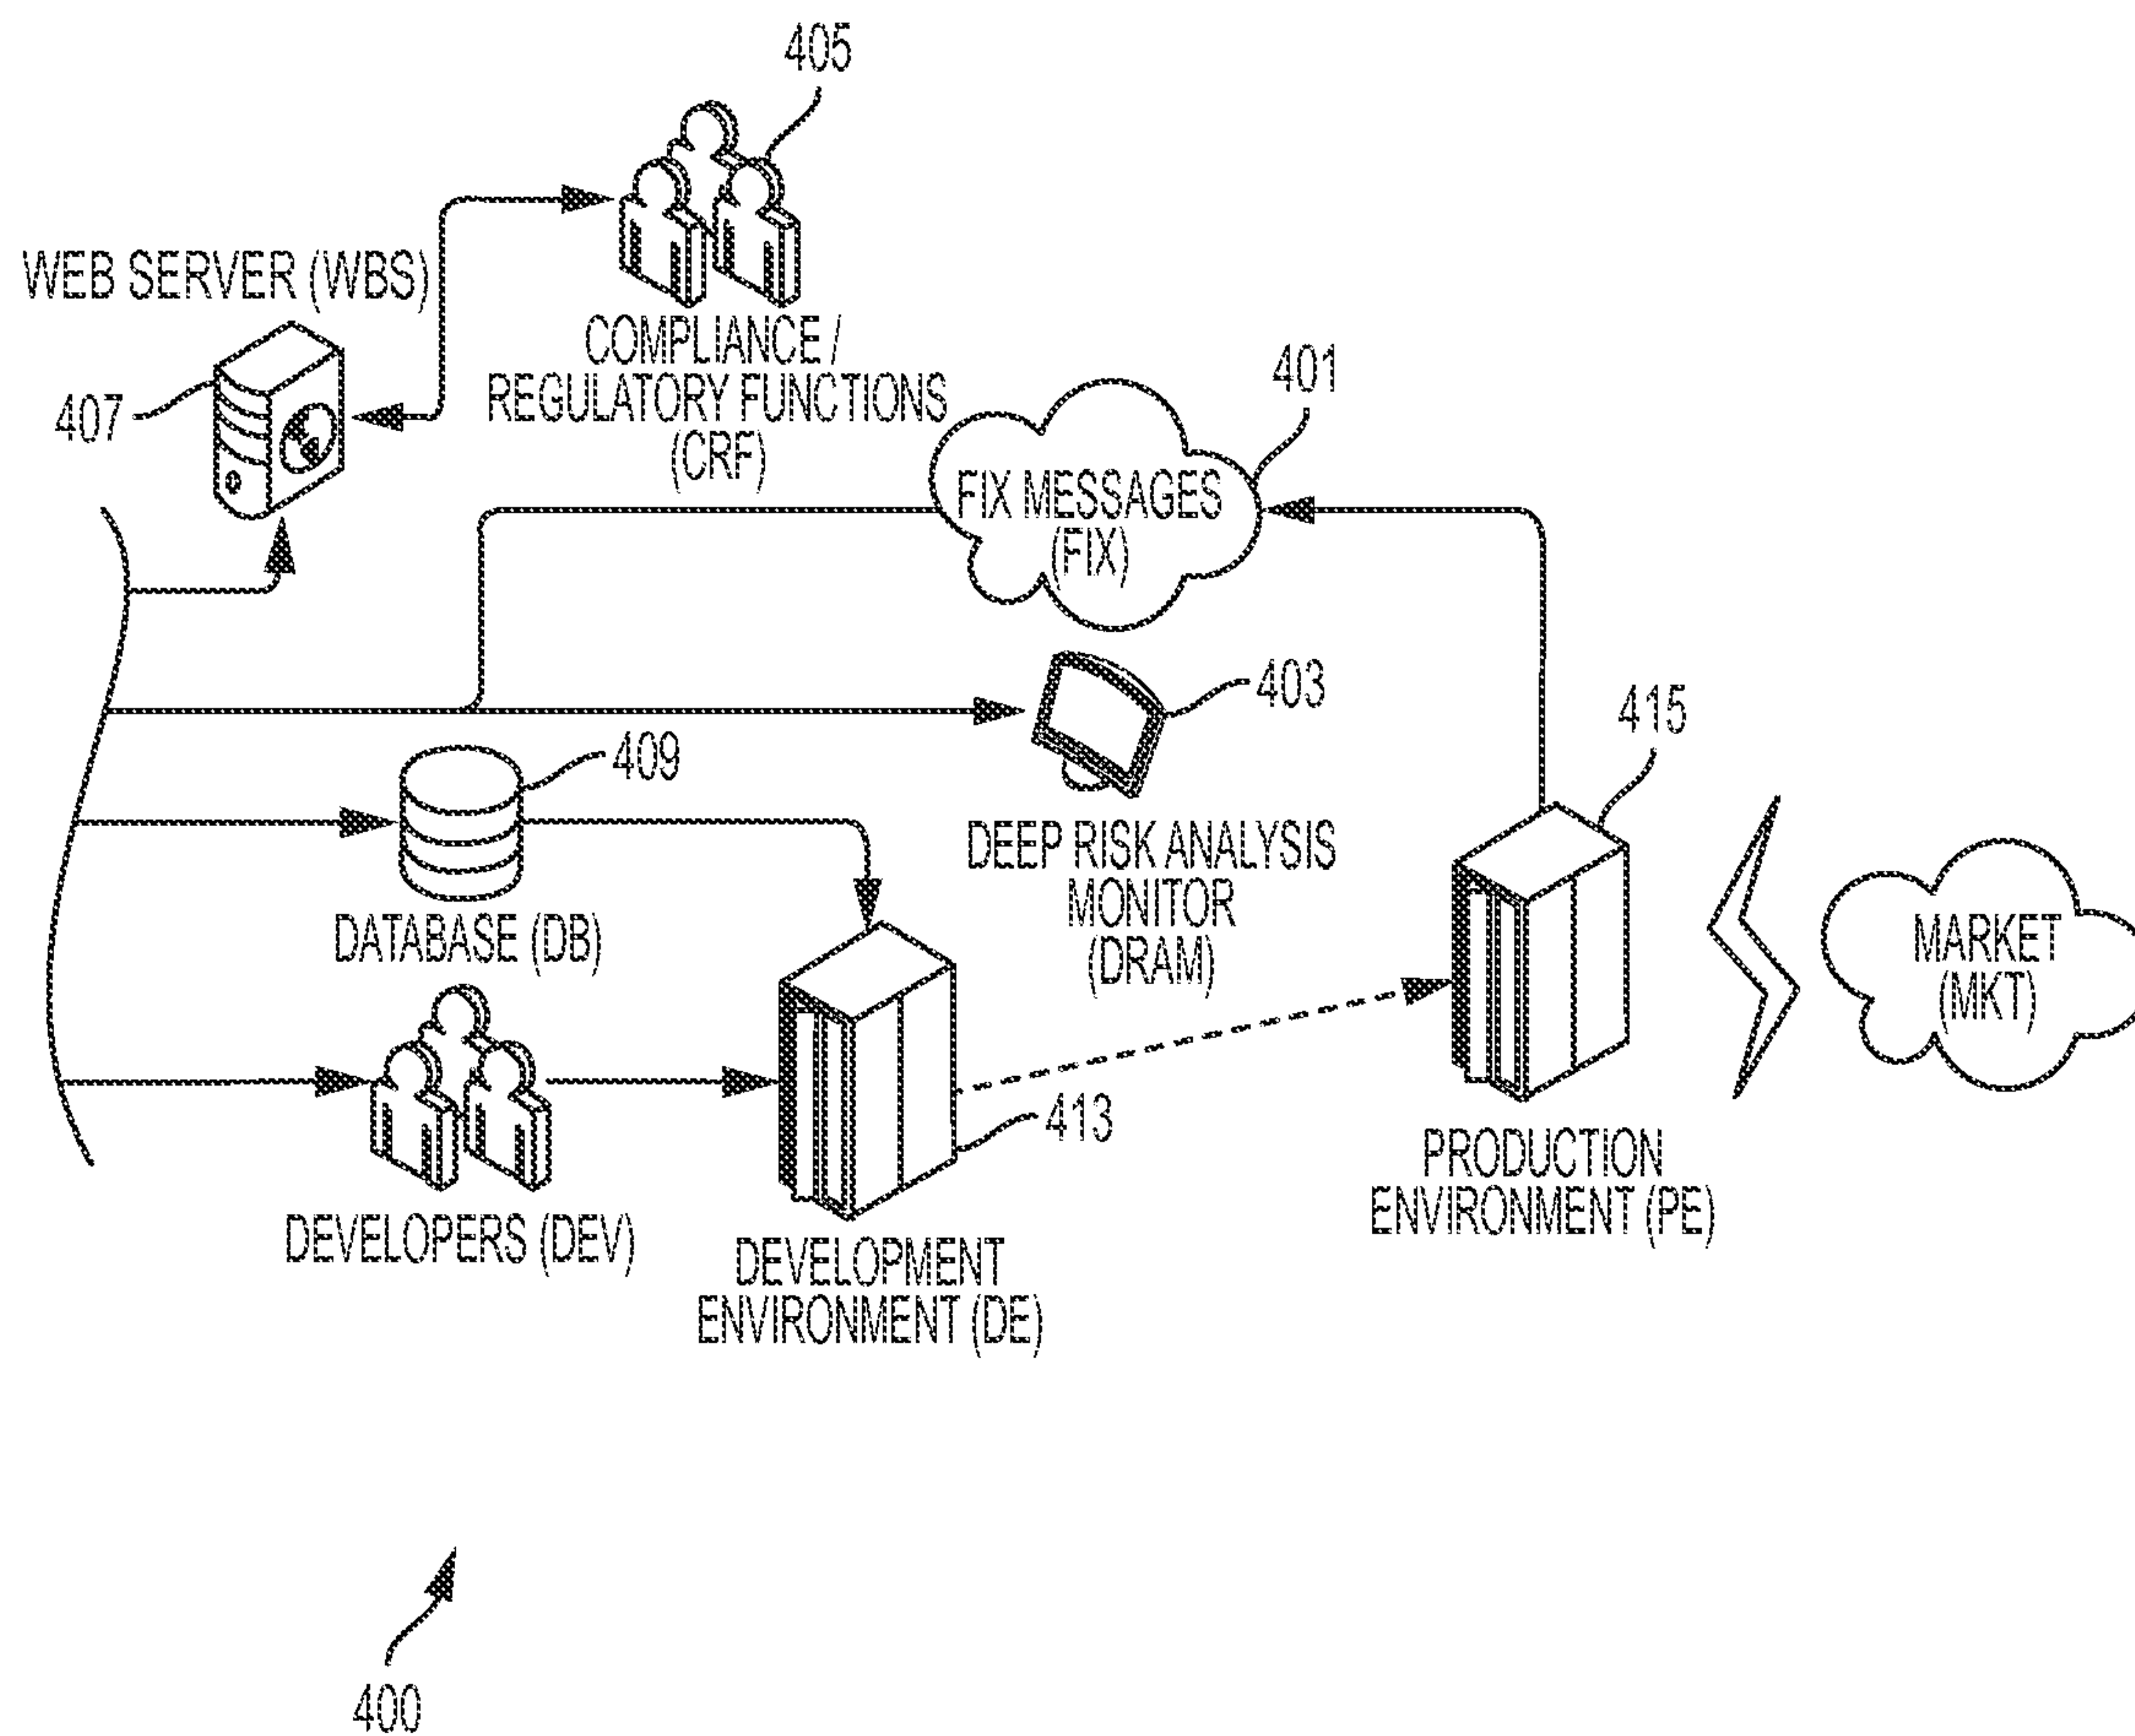 405
WEB SERVER (WBS)
407
COMPLIANCE /
REGULATORY FUNCTIONS
(CRF)
401
FIX MESSAGES
(FIX)
403
415
409
DEEP RISK ANALYSIS
MONITOR
(DRAM)
DATABASE (DB)
MARKET
(MKT)
413
DEVELOPERS (DEV)
DEVELOPMENT
ENVIRONMENT (DE)
PRODUCTION
ENVIRONMENT (PE)
400